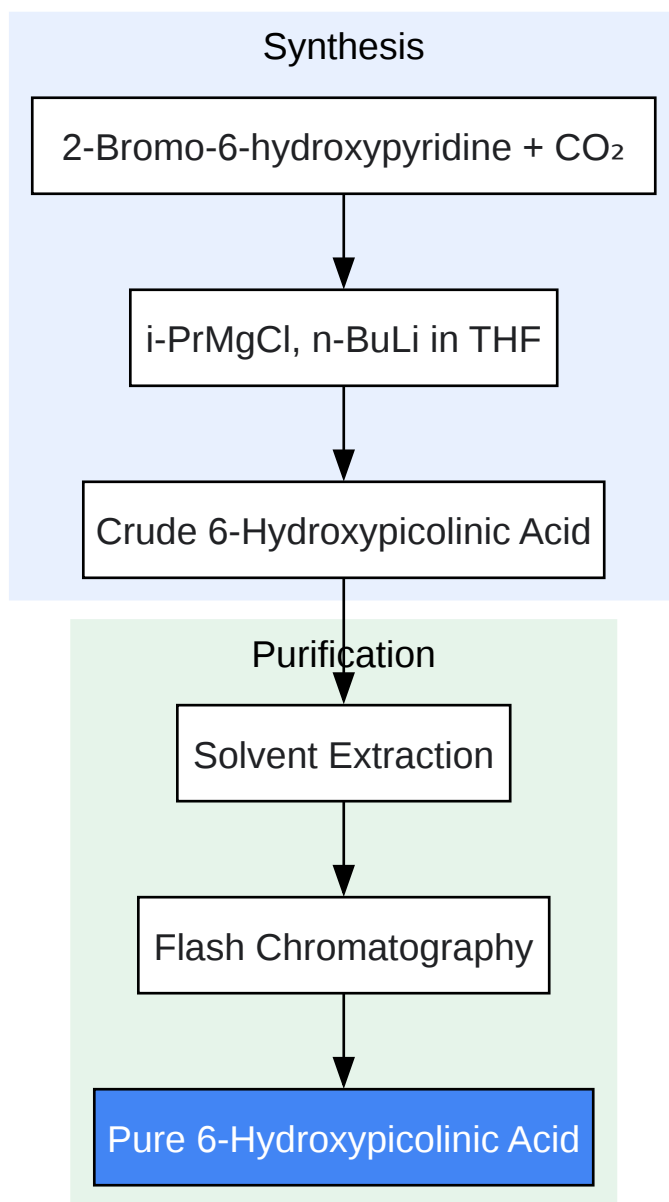 Synthesis
2-Bromo-6-hydroxypyridine + CO₂
i-PrMgCl, n-BuLi in THF
Crude 6-Hydroxypicolinic Acid
Purification
Solvent Extraction
Flash Chromatography
Pure 6-Hydroxypicolinic Acid